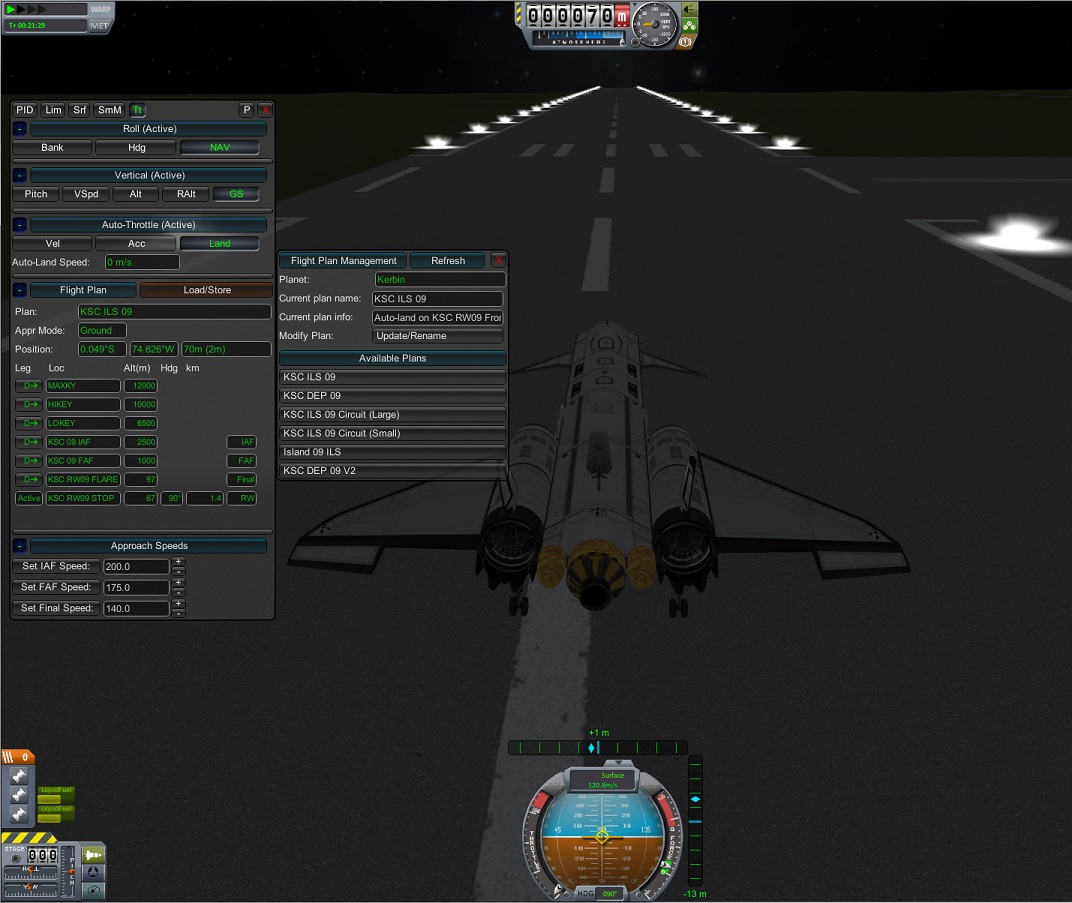 WARP
T+ 00:21:29
MET
000070 m
ATMOSPHERE
PID Lim Srf SmM Tt P X
- Roll (Active)
Bank Hdg NAV
- Vertical (Active)
Pitch VSpd Alt RAlt GS
- Auto-Throttle (Active)
Vel Acc Land
Auto-Land Speed: 0 m/s
- Flight Plan Load/Store
Plan: KSC ILS 09
Appr Mode: Ground
Position: 0.049°S 74.626°W 70m (2m)
Leg Loc Alt(m) Hdg km
D→ MAXKY 12000
D→ HIKEY 10000
D→ LOKEY 6500
D→ KSC 09 IAF 2500 IAF
D→ KSC 09 FAF 1000 FAF
D→ KSC RW09 FLARE 97 Final
Active KSC RW09 STOP 67 90° 1.4 RW
- Approach Speeds
Set IAF Speed: 200.0 + -
Set FAF Speed: 175.0 + -
Set Final Speed: 140.0 + -
Flight Plan Management Refresh X
Planet: Kerbin
Current plan name: KSC ILS 09
Current plan info: Auto-land on KSC RW09 Fror
Modify Plan: Update/Rename
Available Plans
KSC ILS 09
KSC DEP 09
KSC ILS 09 Circuit (Large)
KSC ILS 09 Circuit (Small)
Island 09 ILS
KSC DEP 09 V2
0
LiquidFuel
LiquidFuel
STAGE 000
ROLL
YAW
PITCH
+1 m
Surface
120.8m/s
45 135
THROTTLE
HDG 090°
-13 m